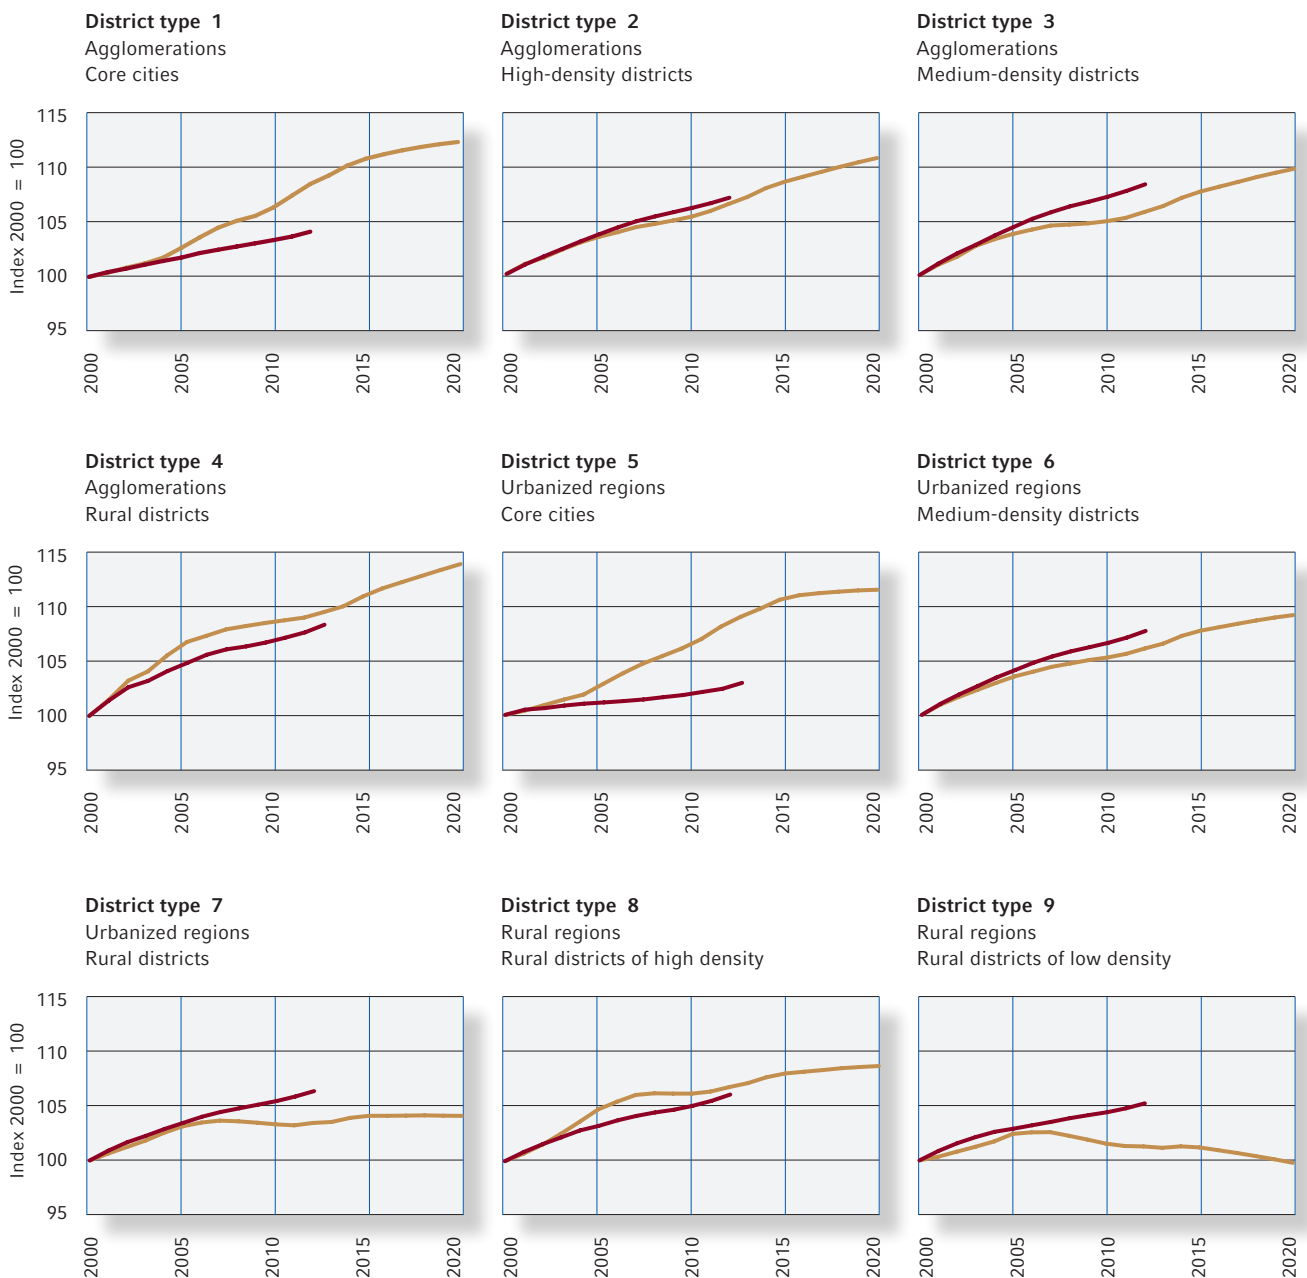 District type 1
Agglomerations
Core cities
District type 2
Agglomerations
High-density districts
District type 3
Agglomerations
Medium-density districts
Index 2000 = 100
115
110
105
100
95
2000 2005 2010 2015 2020
2000 2005 2010 2015 2020
2000 2005 2010 2015 2020
District type 4
Agglomerations
Rural districts
District type 5
Urbanized regions
Core cities
District type 6
Urbanized regions
Medium-density districts
Index 2000 = 100
115
110
105
100
95
2000 2005 2010 2015 2020
2000 2005 2010 2015 2020
2000 2005 2010 2015 2020
District type 7
Urbanized regions
Rural districts
District type 8
Rural regions
Rural districts of high density
District type 9
Rural regions
Rural districts of low density
Index 2000 = 100
115
110
105
100
95
2000 2005 2010 2015 2020
2000 2005 2010 2015 2020
2000 2005 2010 2015 2020